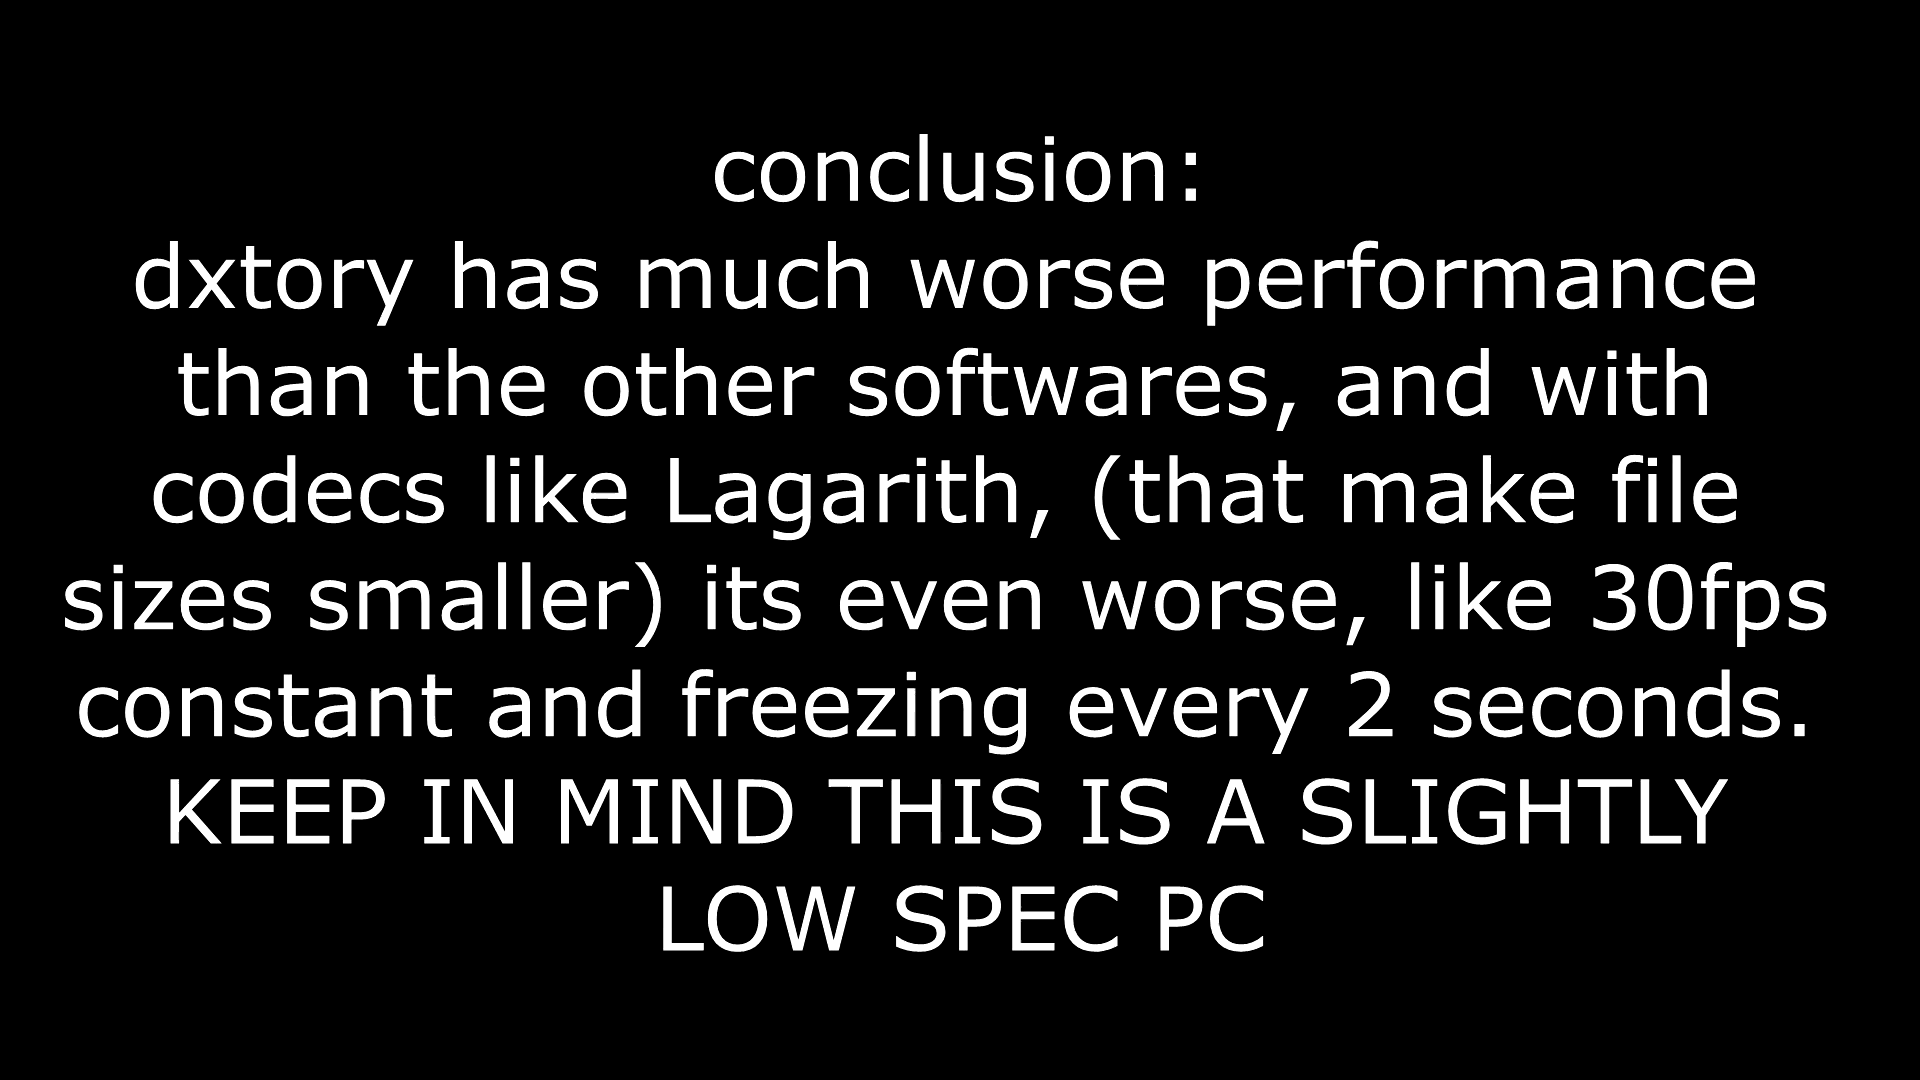 conclusion:
dxtory has much worse performance
than the other softwares, and with
codecs like Lagarith, (that make file
sizes smaller) its even worse, like 30fps
constant and freezing every 2 seconds.
KEEP IN MIND THIS IS A SLIGHTLY
LOW SPEC PC